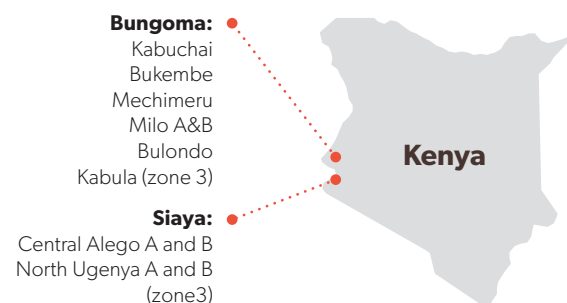 Bungoma:
Kabuchai
Bukembe
Mechimeru
Milo A&B
Bulondo
Kabula (zone 3)
Siaya:
Central Alego A and B
North Ugenya A and B
(zone3)
Kenya